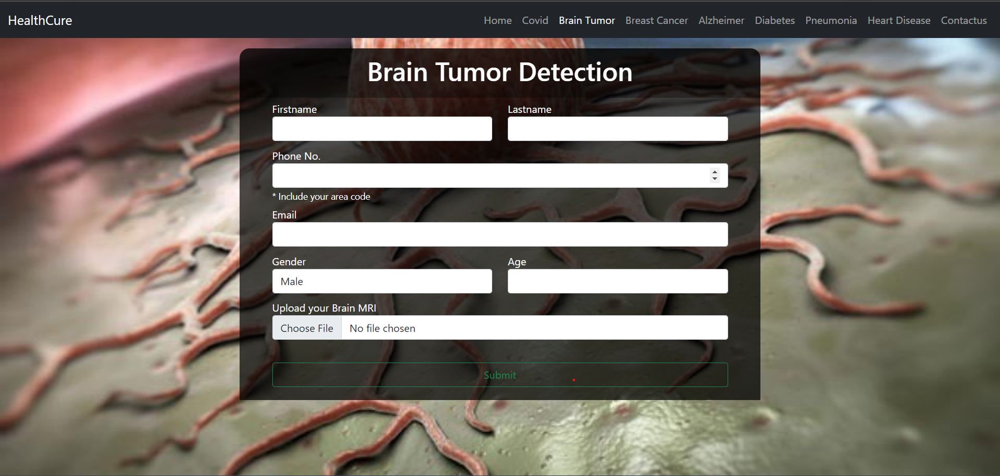 HealthCure Home Covid Brain Tumor Breast Cancer Alzheimer Diabetes Pneumonia Heart Disease Contactus
Brain Tumor Detection
Firstname Lastname
Phone No.
* Include your area code
Email
Gender Age
Male
Upload your Brain MRI
Choose File No file chosen
Submit